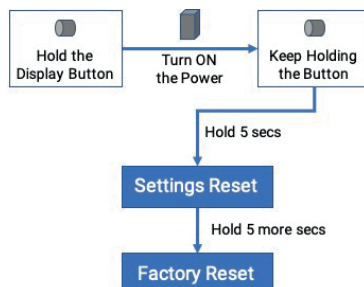 Hold the
Display Button
Turn ON
the Power
Keep Holding
the Button
Hold 5 secs
Settings Reset
Hold 5 more secs
Factory Reset